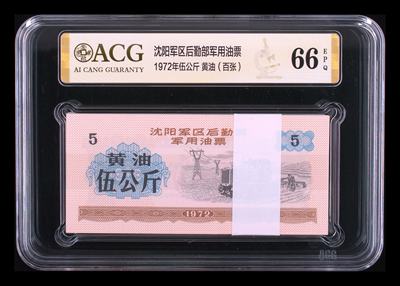 ACG
AI CANG GUARANTY
沈阳军区后勤部军用油票
1972年伍公斤 黄油（百张）
66
EPQ
5
沈阳军区后勤
军用油票
5
黄油
伍公斤
1972
ACG